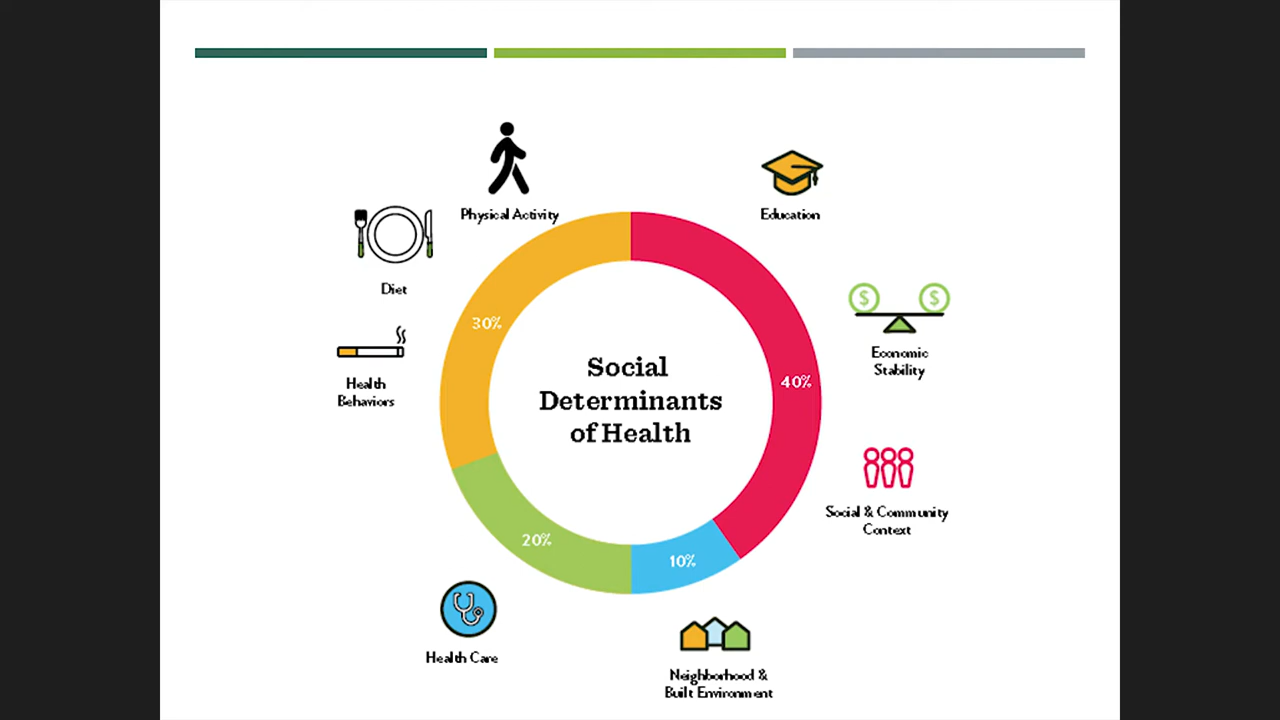 Physical Activity
Education
Diet
$ $
Economic
Stability
30%
Health
Behaviors
Social
Determinants
of Health
40%
Social & Community
Context
20%
10%
Health Care
Neighborhood &
Built Environment